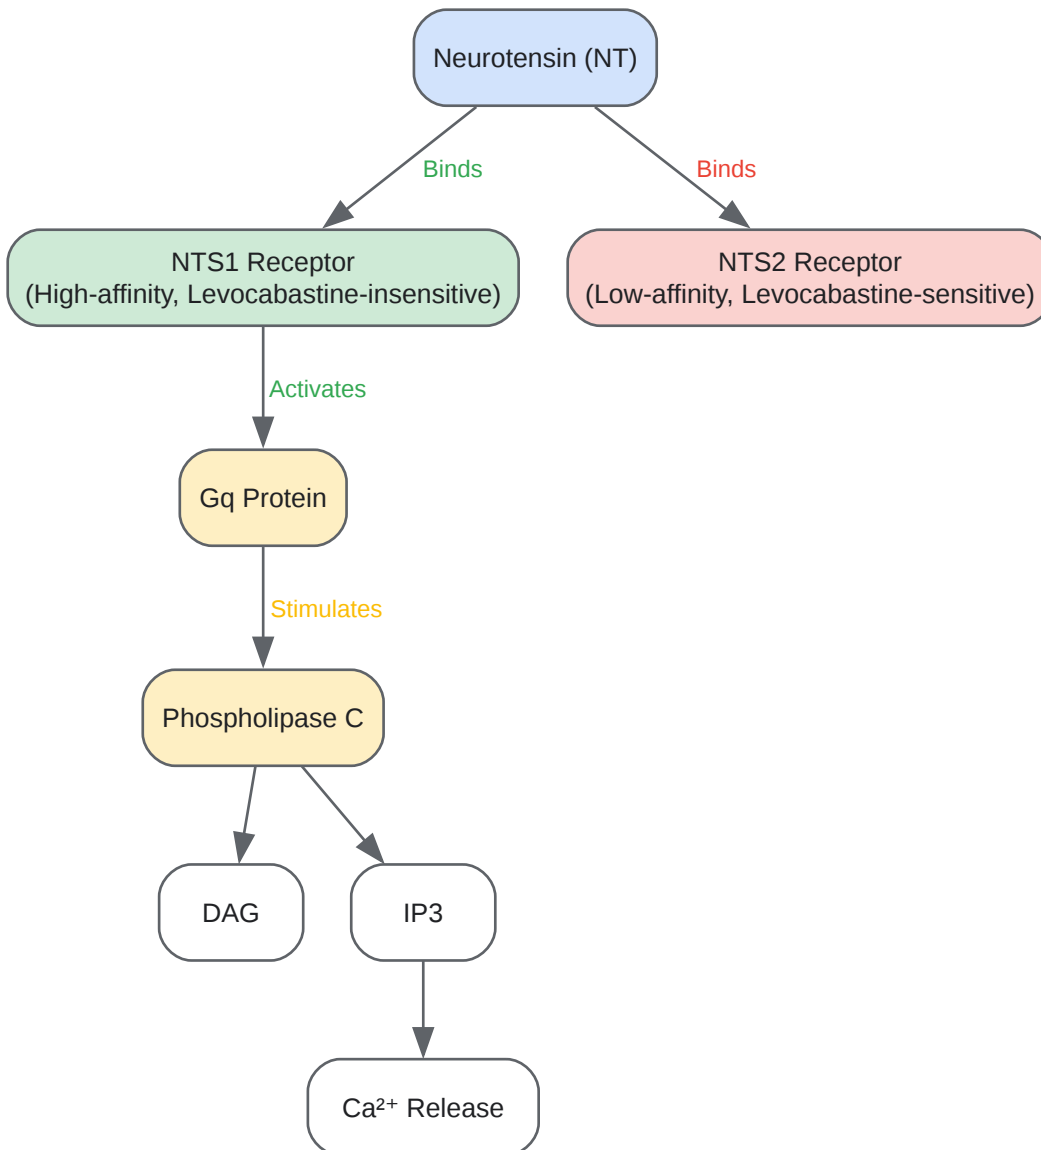 Neurotensin (NT)
Binds
Binds
NTS1 Receptor
(High-affinity, Levocabastine-insensitive)
NTS2 Receptor
(Low-affinity, Levocabastine-sensitive)
Activates
Gq Protein
Stimulates
Phospholipase C
DAG
IP3
Ca²⁺ Release